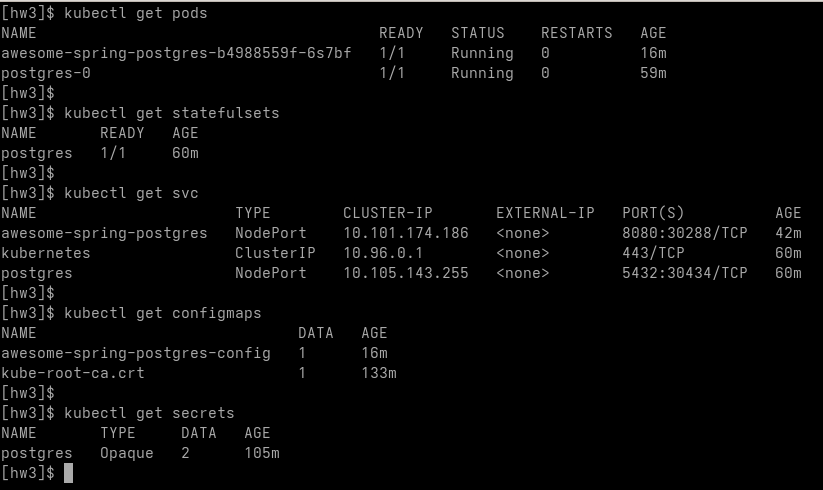 [hw3]$ kubectl get pods
NAME                                      READY   STATUS    RESTARTS   AGE
awesome-spring-postgres-b4988559f-6s7bf   1/1     Running   0          16m
postgres-0                                1/1     Running   0          59m
[hw3]$
[hw3]$ kubectl get statefulsets
NAME       READY   AGE
postgres   1/1     60m
[hw3]$
[hw3]$ kubectl get svc
NAME                      TYPE        CLUSTER-IP       EXTERNAL-IP   PORT(S)          AGE
awesome-spring-postgres   NodePort    10.101.174.186   <none>        8080:30288/TCP   42m
kubernetes                ClusterIP   10.96.0.1        <none>        443/TCP          60m
postgres                  NodePort    10.105.143.255   <none>        5432:30434/TCP   60m
[hw3]$
[hw3]$ kubectl get configmaps
NAME                             DATA   AGE
awesome-spring-postgres-config   1      16m
kube-root-ca.crt                 1      133m
[hw3]$
[hw3]$ kubectl get secrets
NAME       TYPE     DATA   AGE
postgres   Opaque   2      105m
[hw3]$